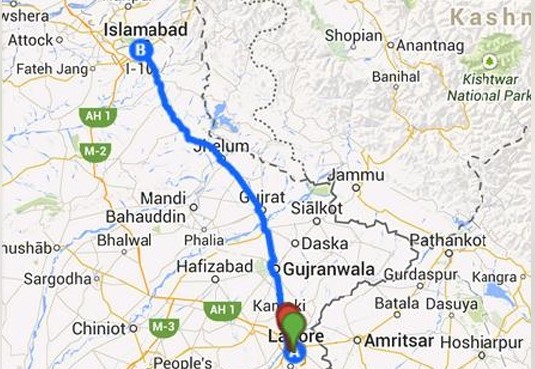 wshera
Islamabad
Kashm
Attock
B
Shopian
Anantnag
Fateh Jang
I-10
Banihal
Kishtwar
National Park
AH 1
M-2
Jhelum
Jammu
Mandi
Bahauddin
Gujrat
Sialkot
hushāb
Bhalwal
Phalia
Daska
Pathankot
Sargodha
Hafizabad
Gujranwala
Gurdaspur
Kangra
AH 1
Kamoki
Batala
Dasuya
Chiniot
M-3
Lahore
Amritsar
Hoshiarpur
A
People's